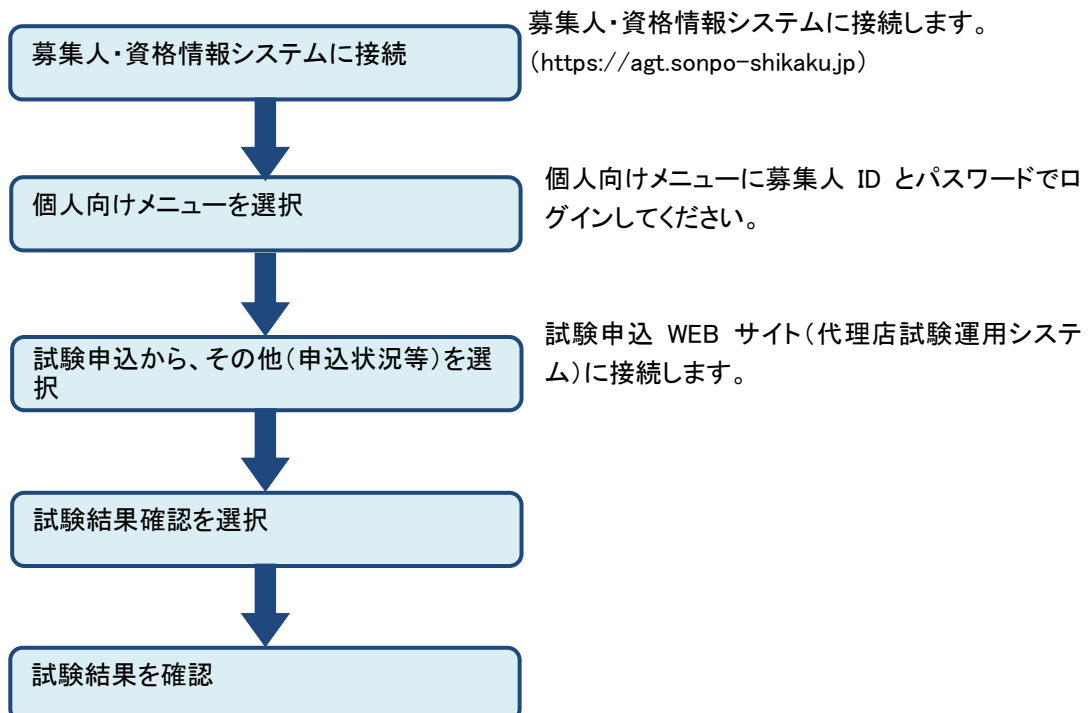 募集人・資格情報システムに接続
募集人・資格情報システムに接続します。
（https://agt.sonpo-shikaku.jp）
個人向けメニューを選択
個人向けメニューに募集人 ID とパスワードでロ
グインしてください。
試験申込から、その他（申込状況等）を選
択
試験申込 WEB サイト（代理店試験運用システ
ム）に接続します。
試験結果確認を選択
試験結果を確認